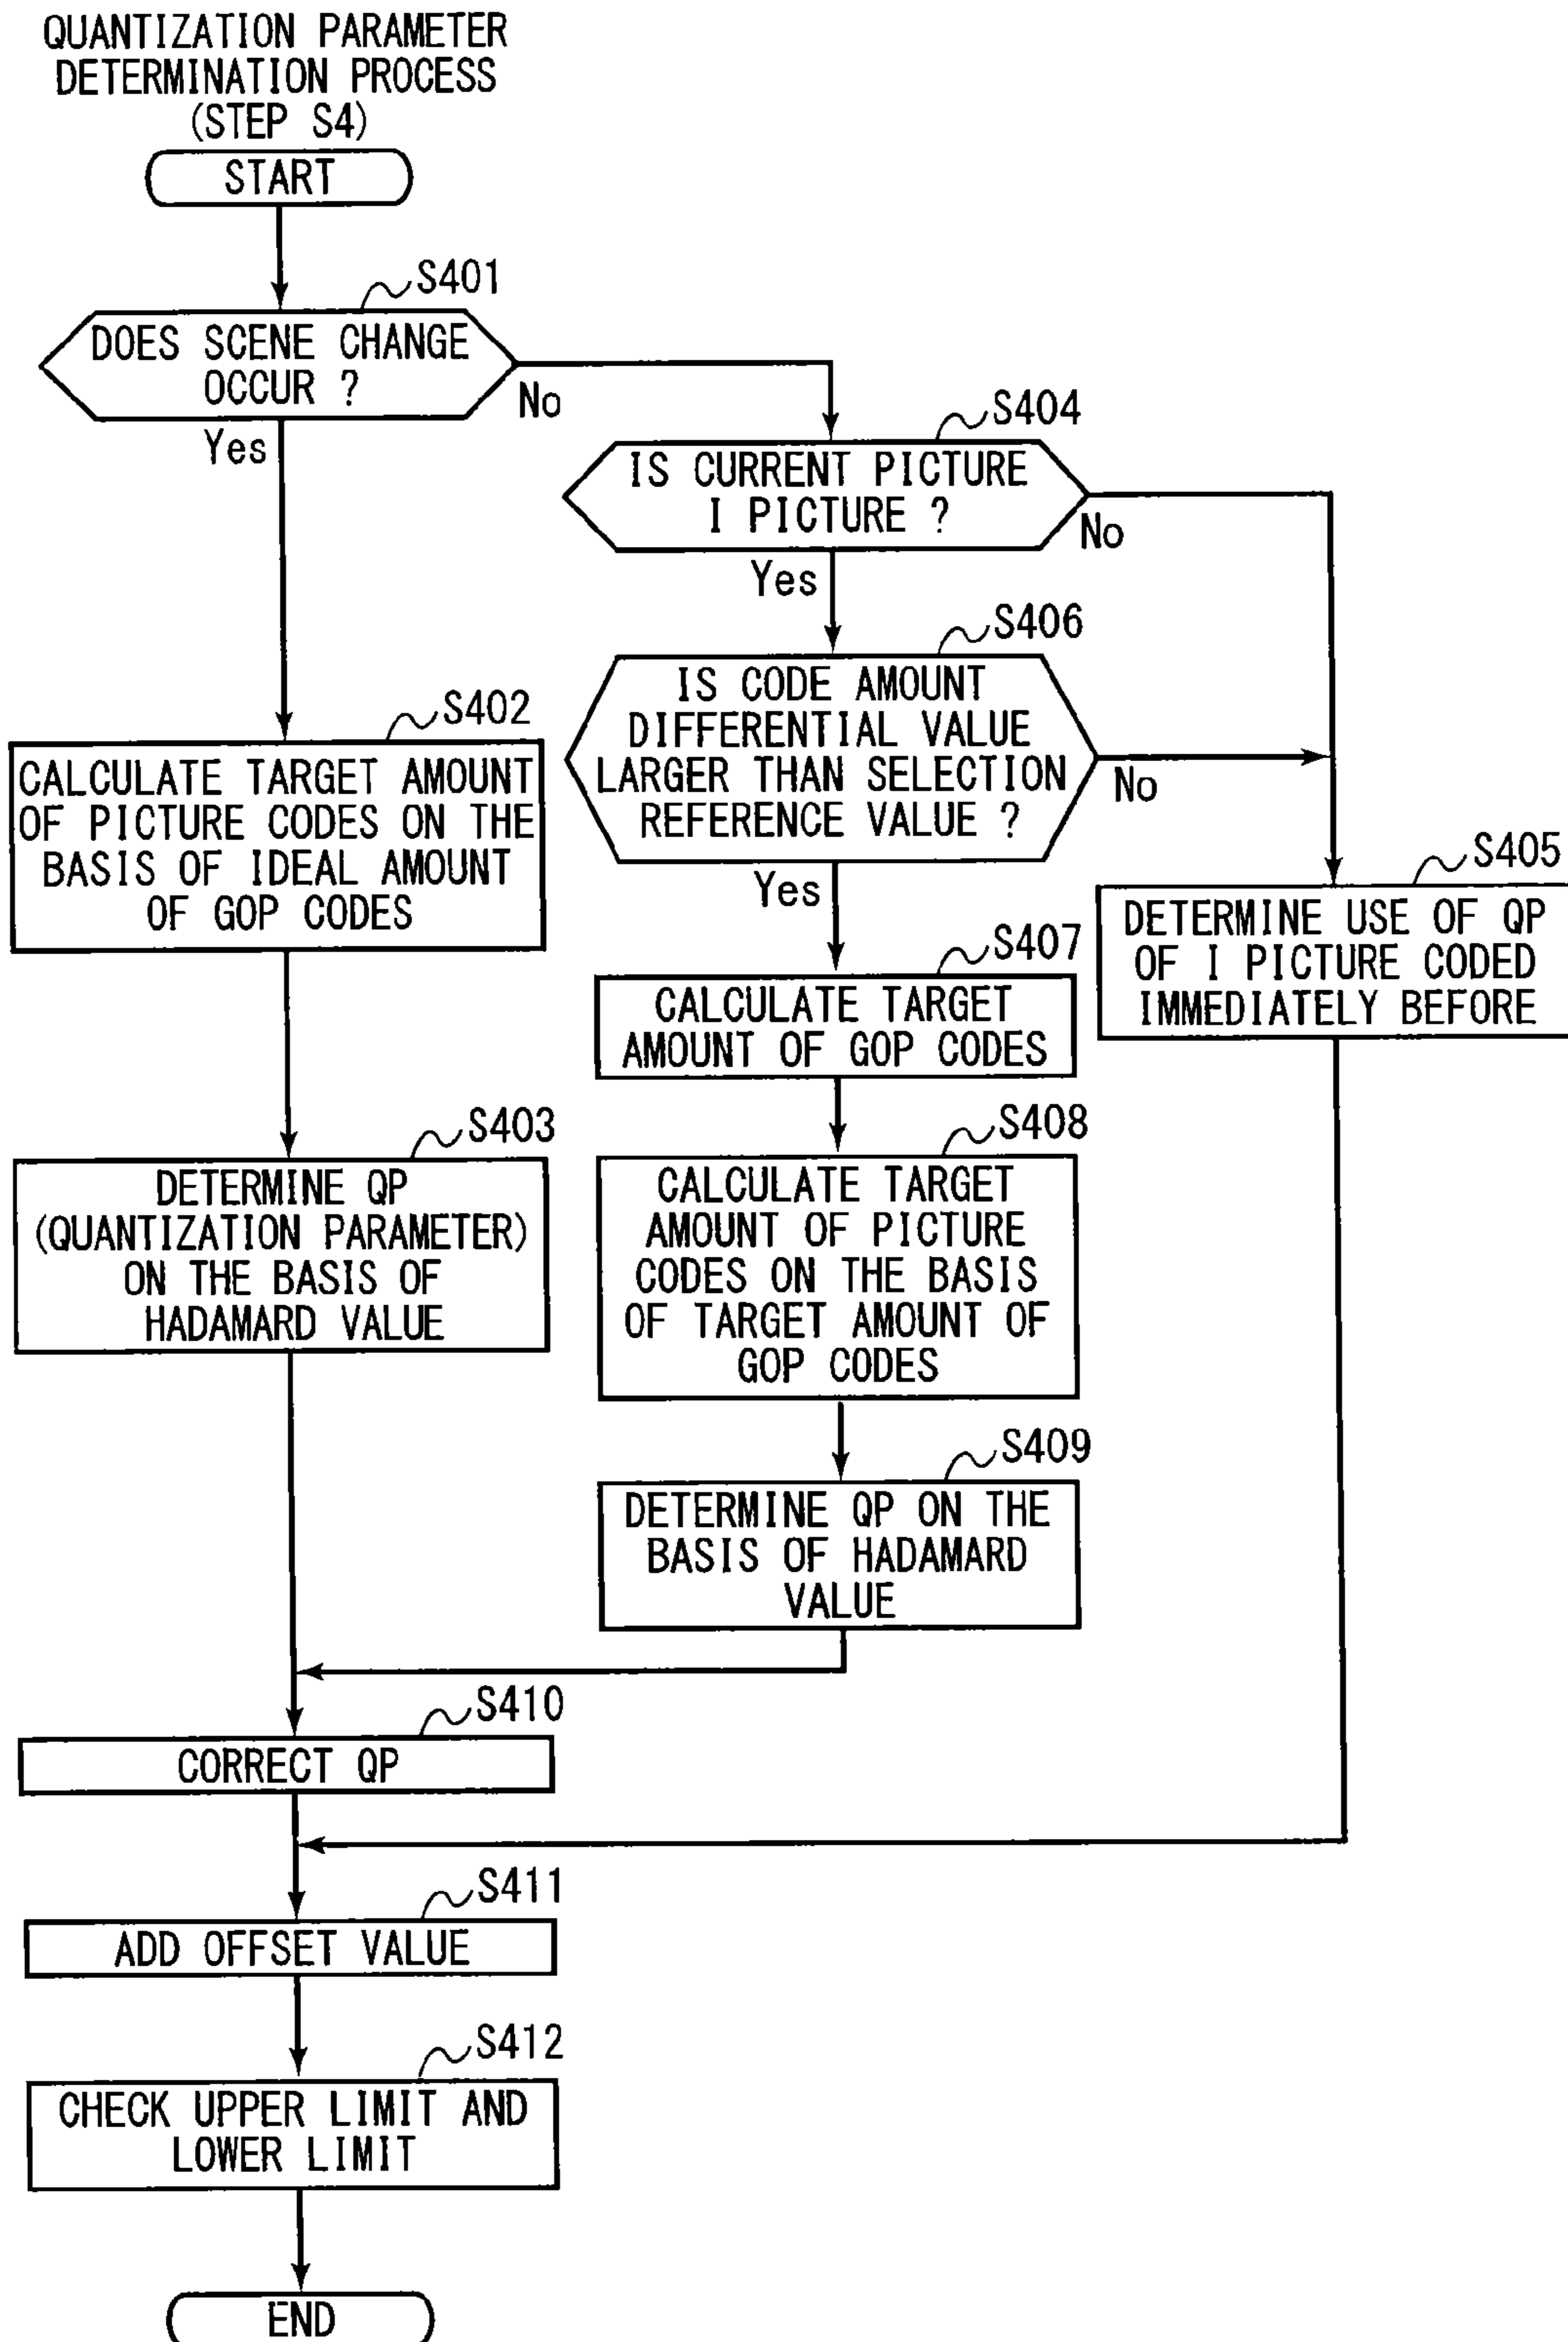 QUANTIZATION PARAMETER
DETERMINATION PROCESS
(STEP S4)
START
S401
DOES SCENE CHANGE
OCCUR ?
No
Yes
S404
IS CURRENT PICTURE
I PICTURE ?
No
Yes
S406
IS CODE AMOUNT
DIFFERENTIAL VALUE
LARGER THAN SELECTION
REFERENCE VALUE ?
No
Yes
S402
CALCULATE TARGET AMOUNT
OF PICTURE CODES ON THE
BASIS OF IDEAL AMOUNT
OF GOP CODES
S405
DETERMINE USE OF QP
OF I PICTURE CODED
IMMEDIATELY BEFORE
S407
CALCULATE TARGET
AMOUNT OF GOP CODES
S403
DETERMINE QP
(QUANTIZATION PARAMETER)
ON THE BASIS OF
HADAMARD VALUE
S408
CALCULATE TARGET
AMOUNT OF PICTURE
CODES ON THE BASIS
OF TARGET AMOUNT OF
GOP CODES
S409
DETERMINE QP ON THE
BASIS OF HADAMARD
VALUE
S410
CORRECT QP
S411
ADD OFFSET VALUE
S412
CHECK UPPER LIMIT AND
LOWER LIMIT
END